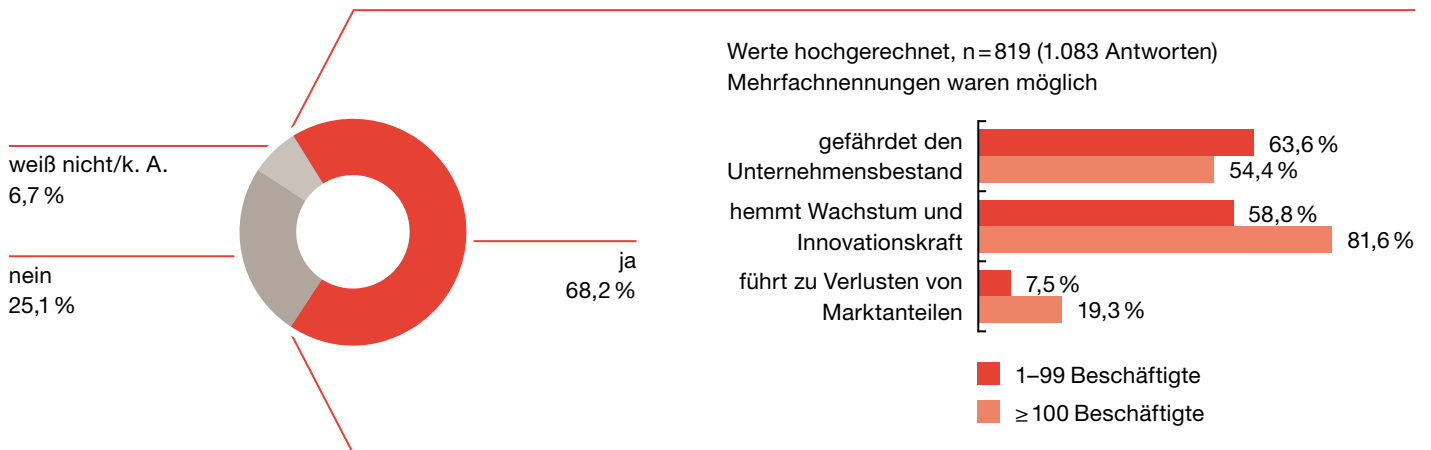 weiß nicht/k. A.
6,7 %
nein
25,1 %
ja
68,2 %
Werte hochgerechnet, n = 819 (1.083 Antworten)
Mehrfachnennungen waren möglich
gefährdet den
Unternehmensbestand
63,6 %
54,4 %
hemmt Wachstum und
Innovationskraft
58,8 %
81,6 %
führt zu Verlusten von
Marktanteilen
7,5 %
19,3 %
1–99 Beschäftigte
≥ 100 Beschäftigte